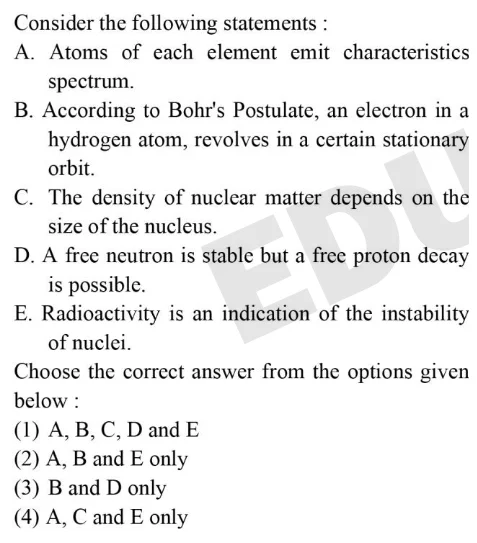 Consider the following statements :
A. Atoms of each element emit characteristics
spectrum.
B. According to Bohr's Postulate, an electron in a
hydrogen atom, revolves in a certain stationary
orbit.
C. The density of nuclear matter depends on the
size of the nucleus.
D. A free neutron is stable but a free proton decay
is possible.
E. Radioactivity is an indication of the instability
of nuclei.
Choose the correct answer from the options given
below :
(1) A, B, C, D and E
(2) A, B and E only
(3) B and D only
(4) A, C and E only
EDU